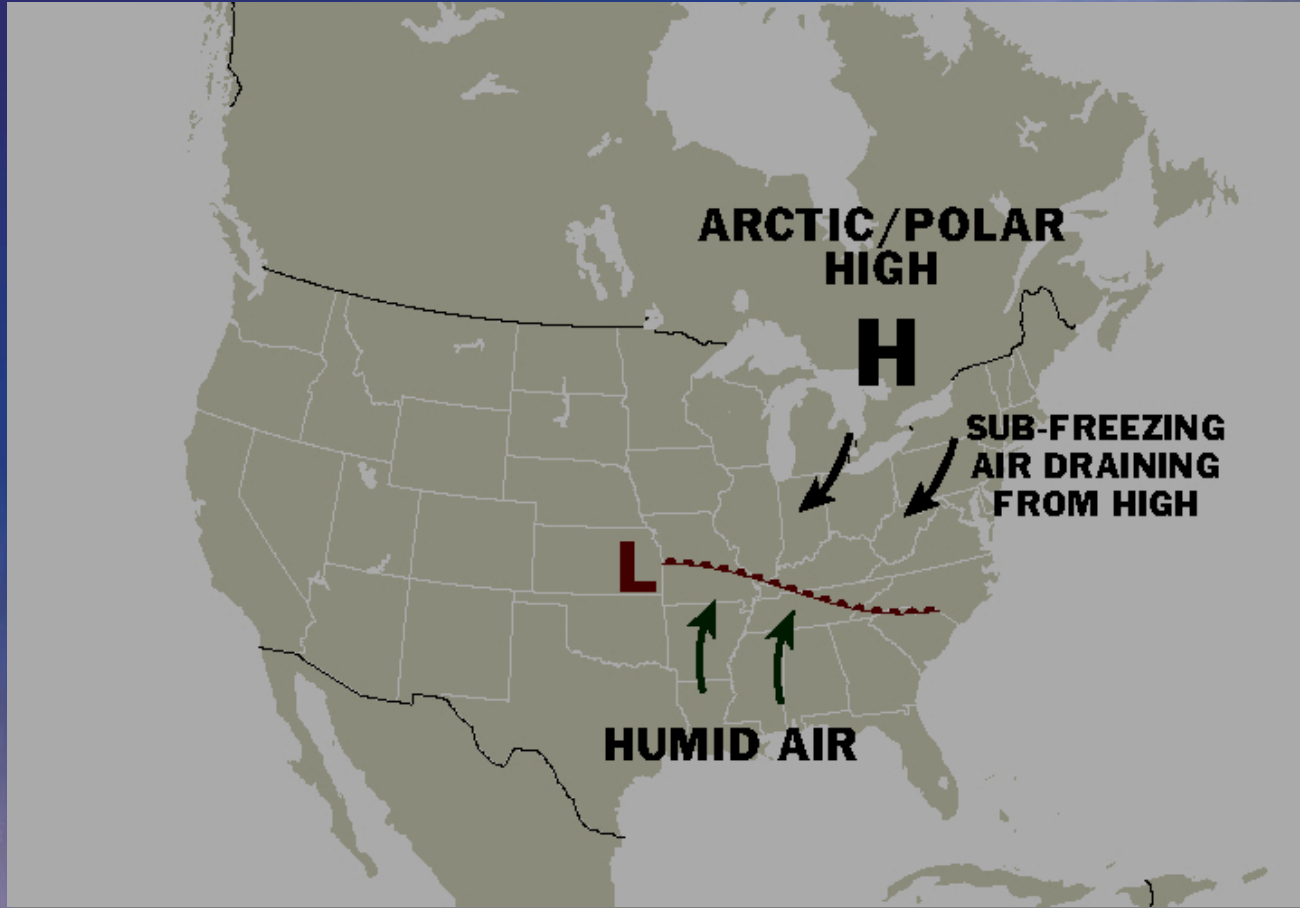 ARCTIC/POLAR
HIGH
H
SUB-FREEZING
AIR DRAINING
FROM HIGH
L
HUMID AIR